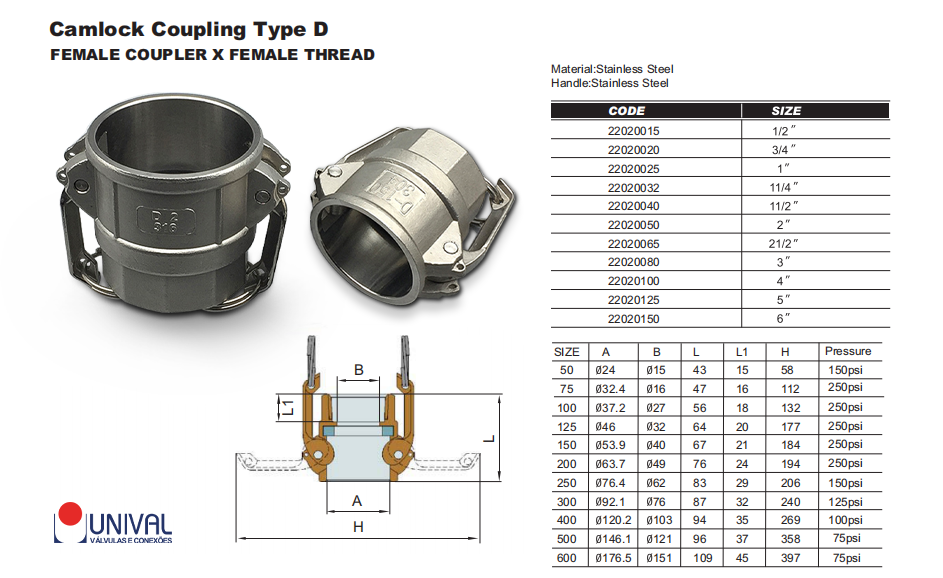 Camlock Coupling Type D
FEMALE COUPLER X FEMALE THREAD
Material:Stainless Steel
Handle:Stainless Steel
CODE SIZE
22020015 1/2″
22020020 3/4″
22020025 1″
22020032 11/4″
22020040 11/2″
22020050 2″
22020065 21/2″
22020080 3″
22020100 4″
22020125 5″
22020150 6″
316
B
L1
L
A
H
SIZE A B L L1 H Pressure
50 Ø24 Ø15 43 15 58 150psi
75 Ø32.4 Ø16 47 16 112 250psi
100 Ø37.2 Ø27 56 18 132 250psi
125 Ø46 Ø32 64 20 177 250psi
150 Ø53.9 Ø40 67 21 184 250psi
200 Ø63.7 Ø49 76 24 194 250psi
250 Ø76.4 Ø62 83 29 206 150psi
300 Ø92.1 Ø76 87 32 240 125psi
400 Ø120.2 Ø103 94 35 269 100psi
500 Ø146.1 Ø121 96 37 358 75psi
600 Ø176.5 Ø151 109 45 397 75psi
UNIVAL
VÁLVULAS E CONEXÕES